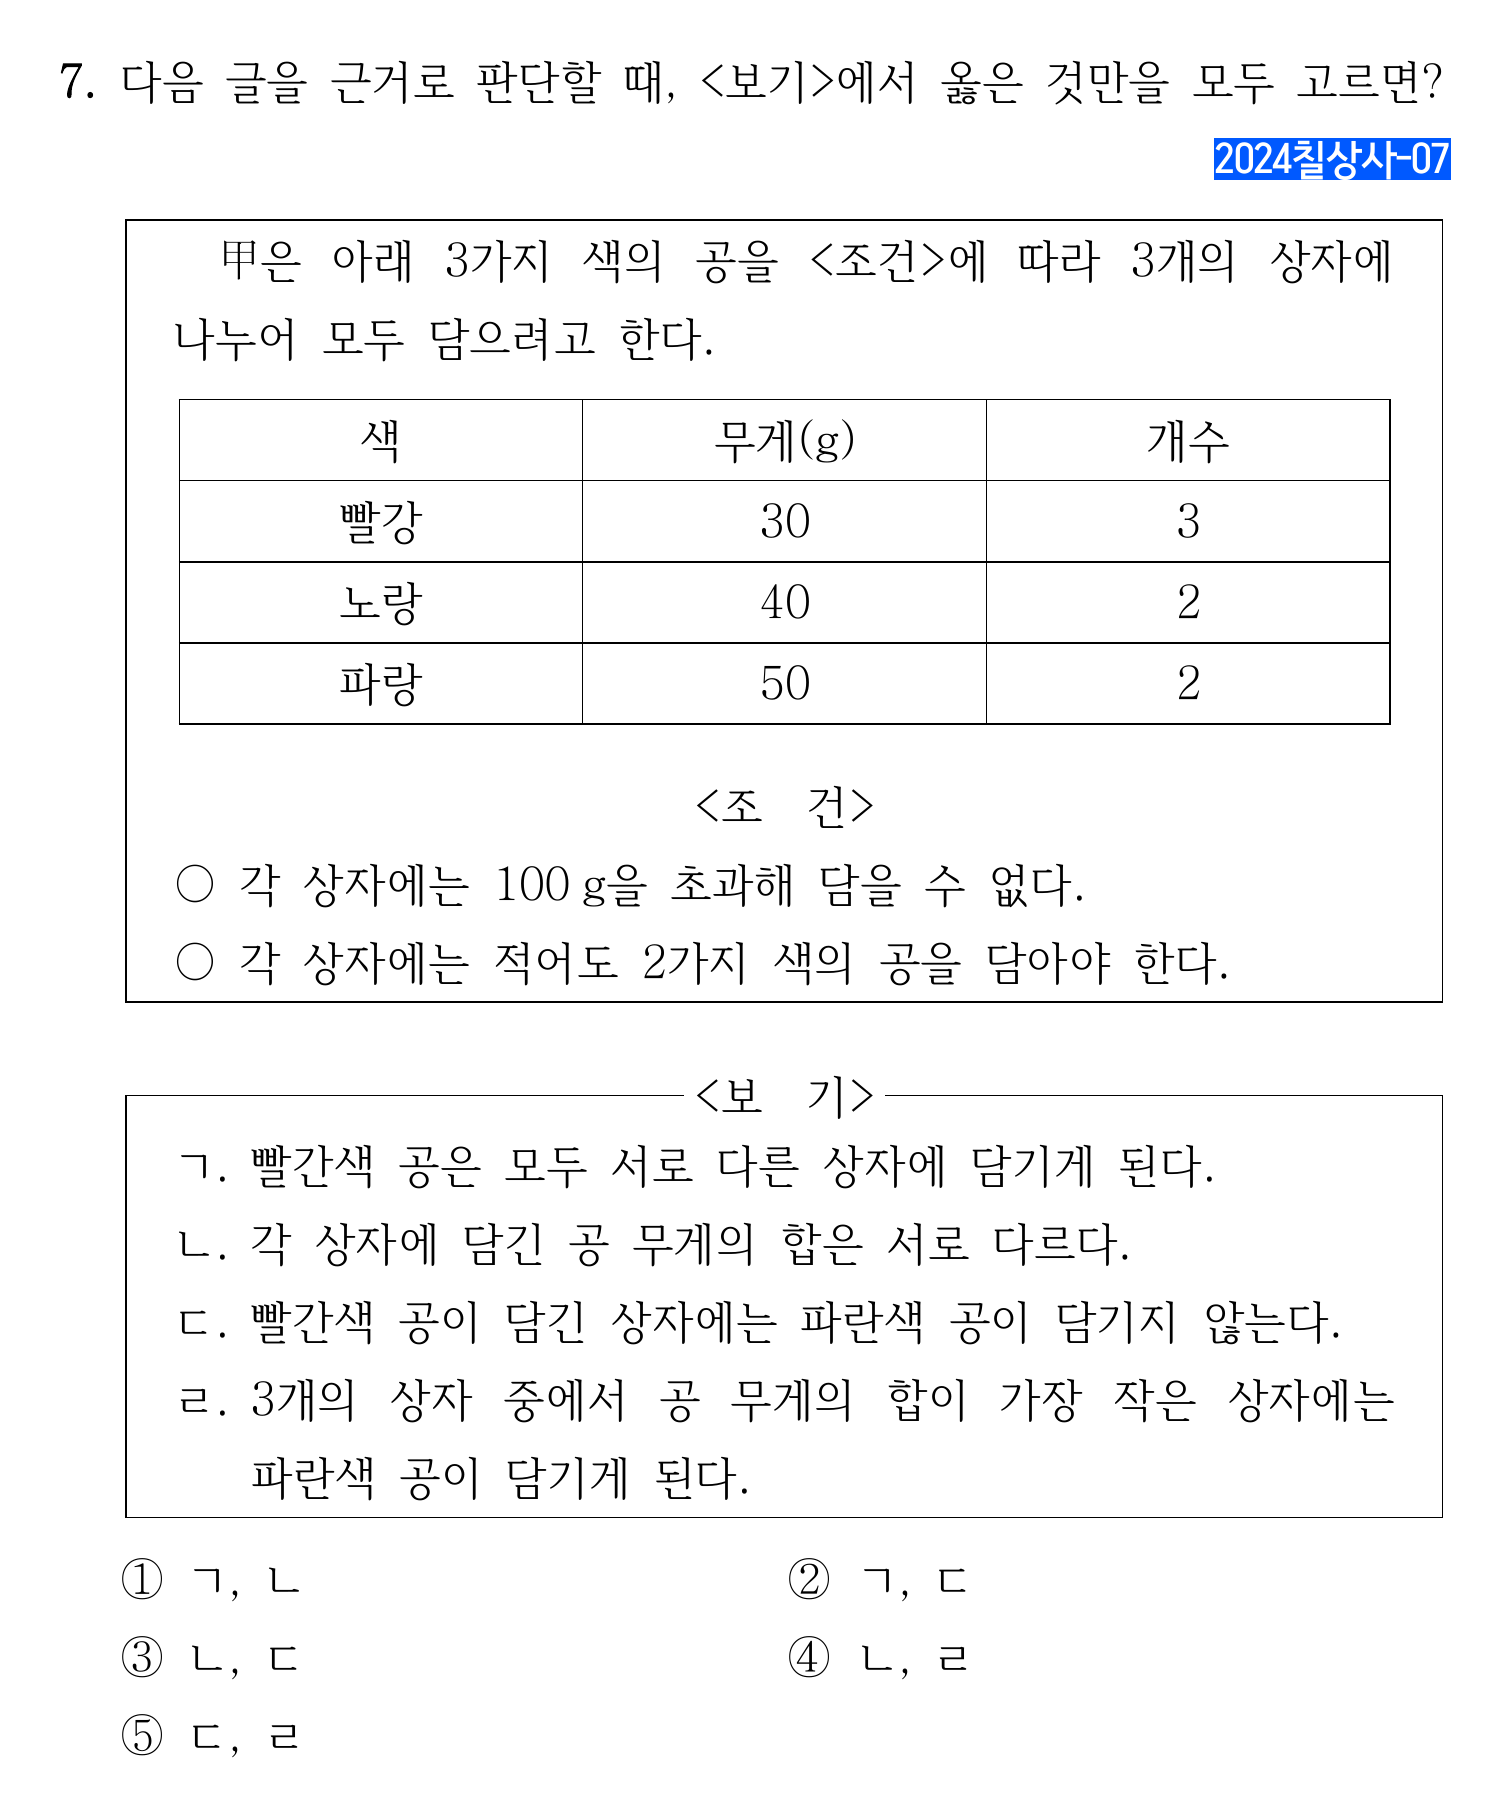 7. 다음 글을 근거로 판단할 때, <보기>에서 옳은 것만을 모두 고르면?
2024칠상사-07
甲은 아래 3가지 색의 공을 <조건>에 따라 3개의 상자에
나누어 모두 담으려고 한다.
색 무게(g) 개수
빨강 30 3
노랑 40 2
파랑 50 2
<조 건>
○ 각 상자에는 100g을 초과해 담을 수 없다.
○ 각 상자에는 적어도 2가지 색의 공을 담아야 한다.
<보 기>
ㄱ. 빨간색 공은 모두 서로 다른 상자에 담기게 된다.
ㄴ. 각 상자에 담긴 공 무게의 합은 서로 다르다.
ㄷ. 빨간색 공이 담긴 상자에는 파란색 공이 담기지 않는다.
ㄹ. 3개의 상자 중에서 공 무게의 합이 가장 작은 상자에는
파란색 공이 담기게 된다.
① ㄱ, ㄴ ② ㄱ, ㄷ
③ ㄴ, ㄷ ④ ㄴ, ㄹ
⑤ ㄷ, ㄹ